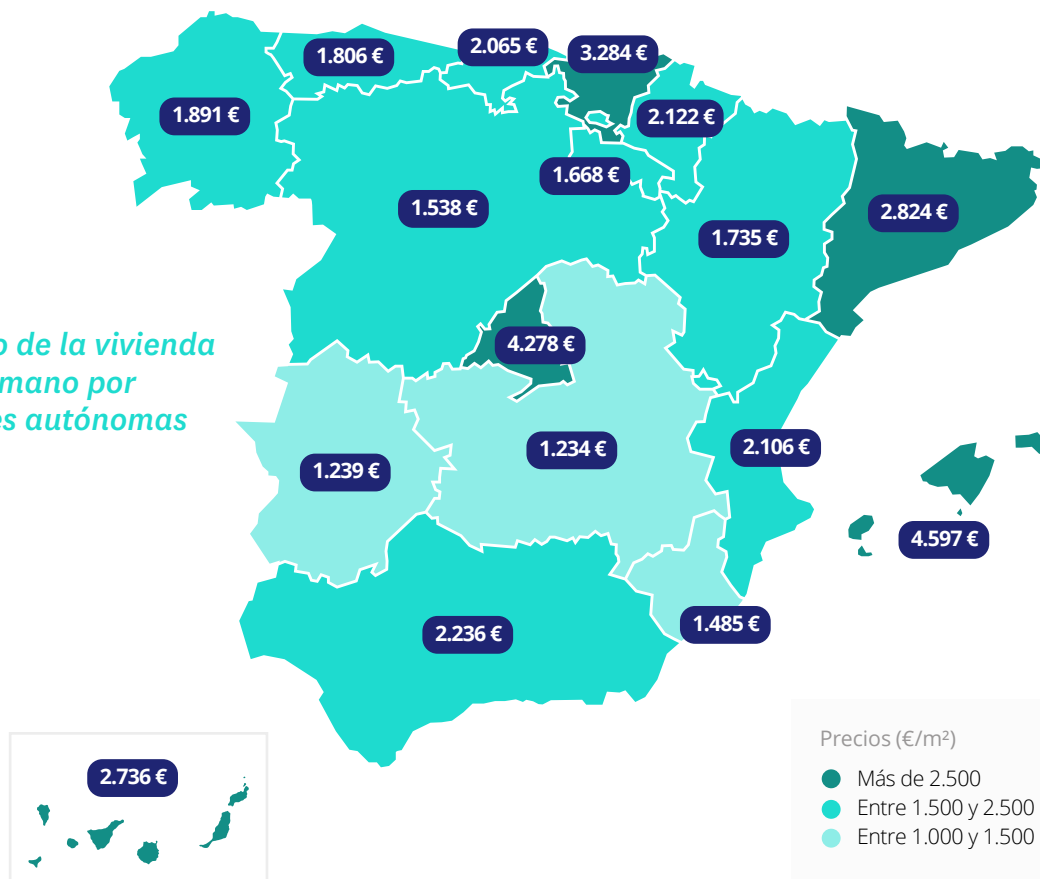 1.806 €
2.065 €
3.284 €
1.891 €
2.122 €
1.668 €
1.538 €
2.824 €
1.735 €
de la vivienda
4.278 €
mano por
autónomas
1.239 €
1.234 €
2.106 €
4.597 €
2.236 €
1.485 €
2.736 €
Precios (€/m²)
Más de 2.500
Entre 1.500 y 2.500
Entre 1.000 y 1.500